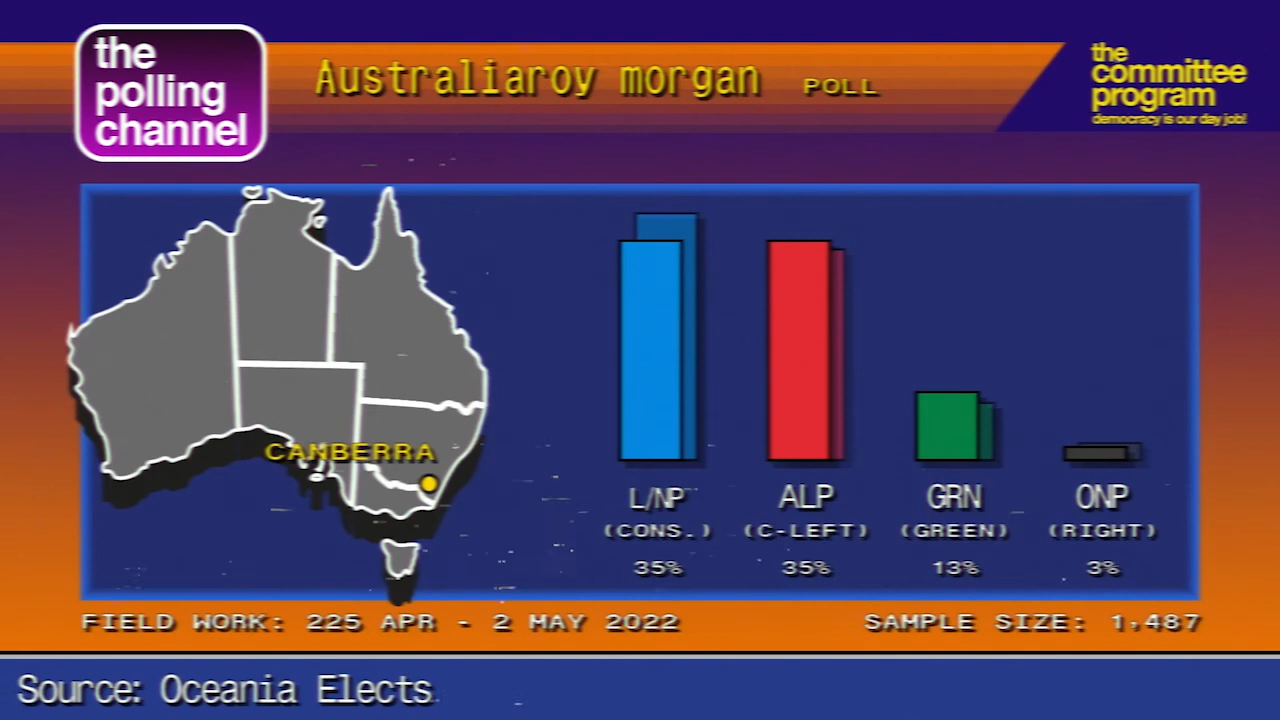 the
polling
channel
Australiaroy morgan POLL
the
committee
program
democracy is our day job!
CANBERRA
L/NP ALP GRN ONP
(CONS.) (C-LEFT) (GREEN) (RIGHT)
35% 35% 13% 3%
FIELD WORK: 225 APR - 2 MAY 2022 SAMPLE SIZE: 1,487
Source: Oceania Elects